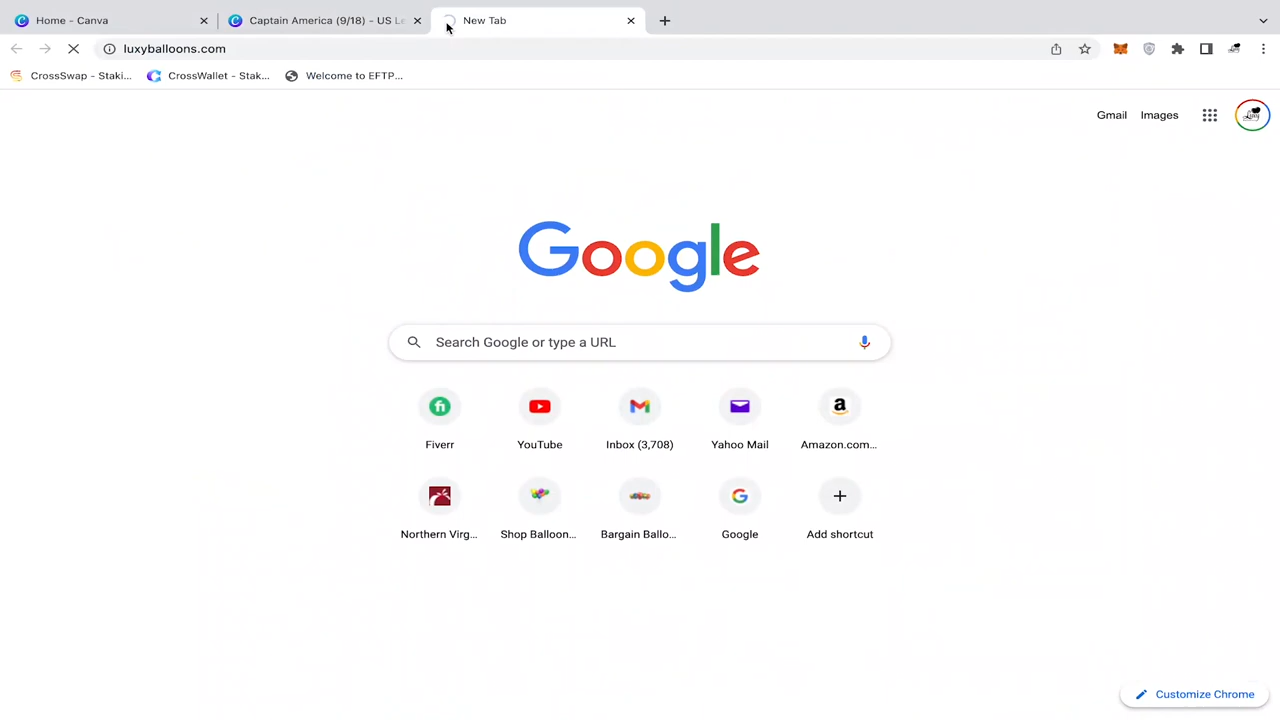 Home - Canva
Captain America (9/18) - US Le
New Tab
luxyballoons.com
CrossSwap - Staki...
CrossWallet - Stak...
Welcome to EFTP...
Gmail
Images
Google
Search Google or type a URL
Fiverr
YouTube
Inbox (3,708)
Yahoo Mail
Amazon.com...
Northern Virg...
Shop Balloon...
Bargain Ballo...
Google
Add shortcut
Customize Chrome